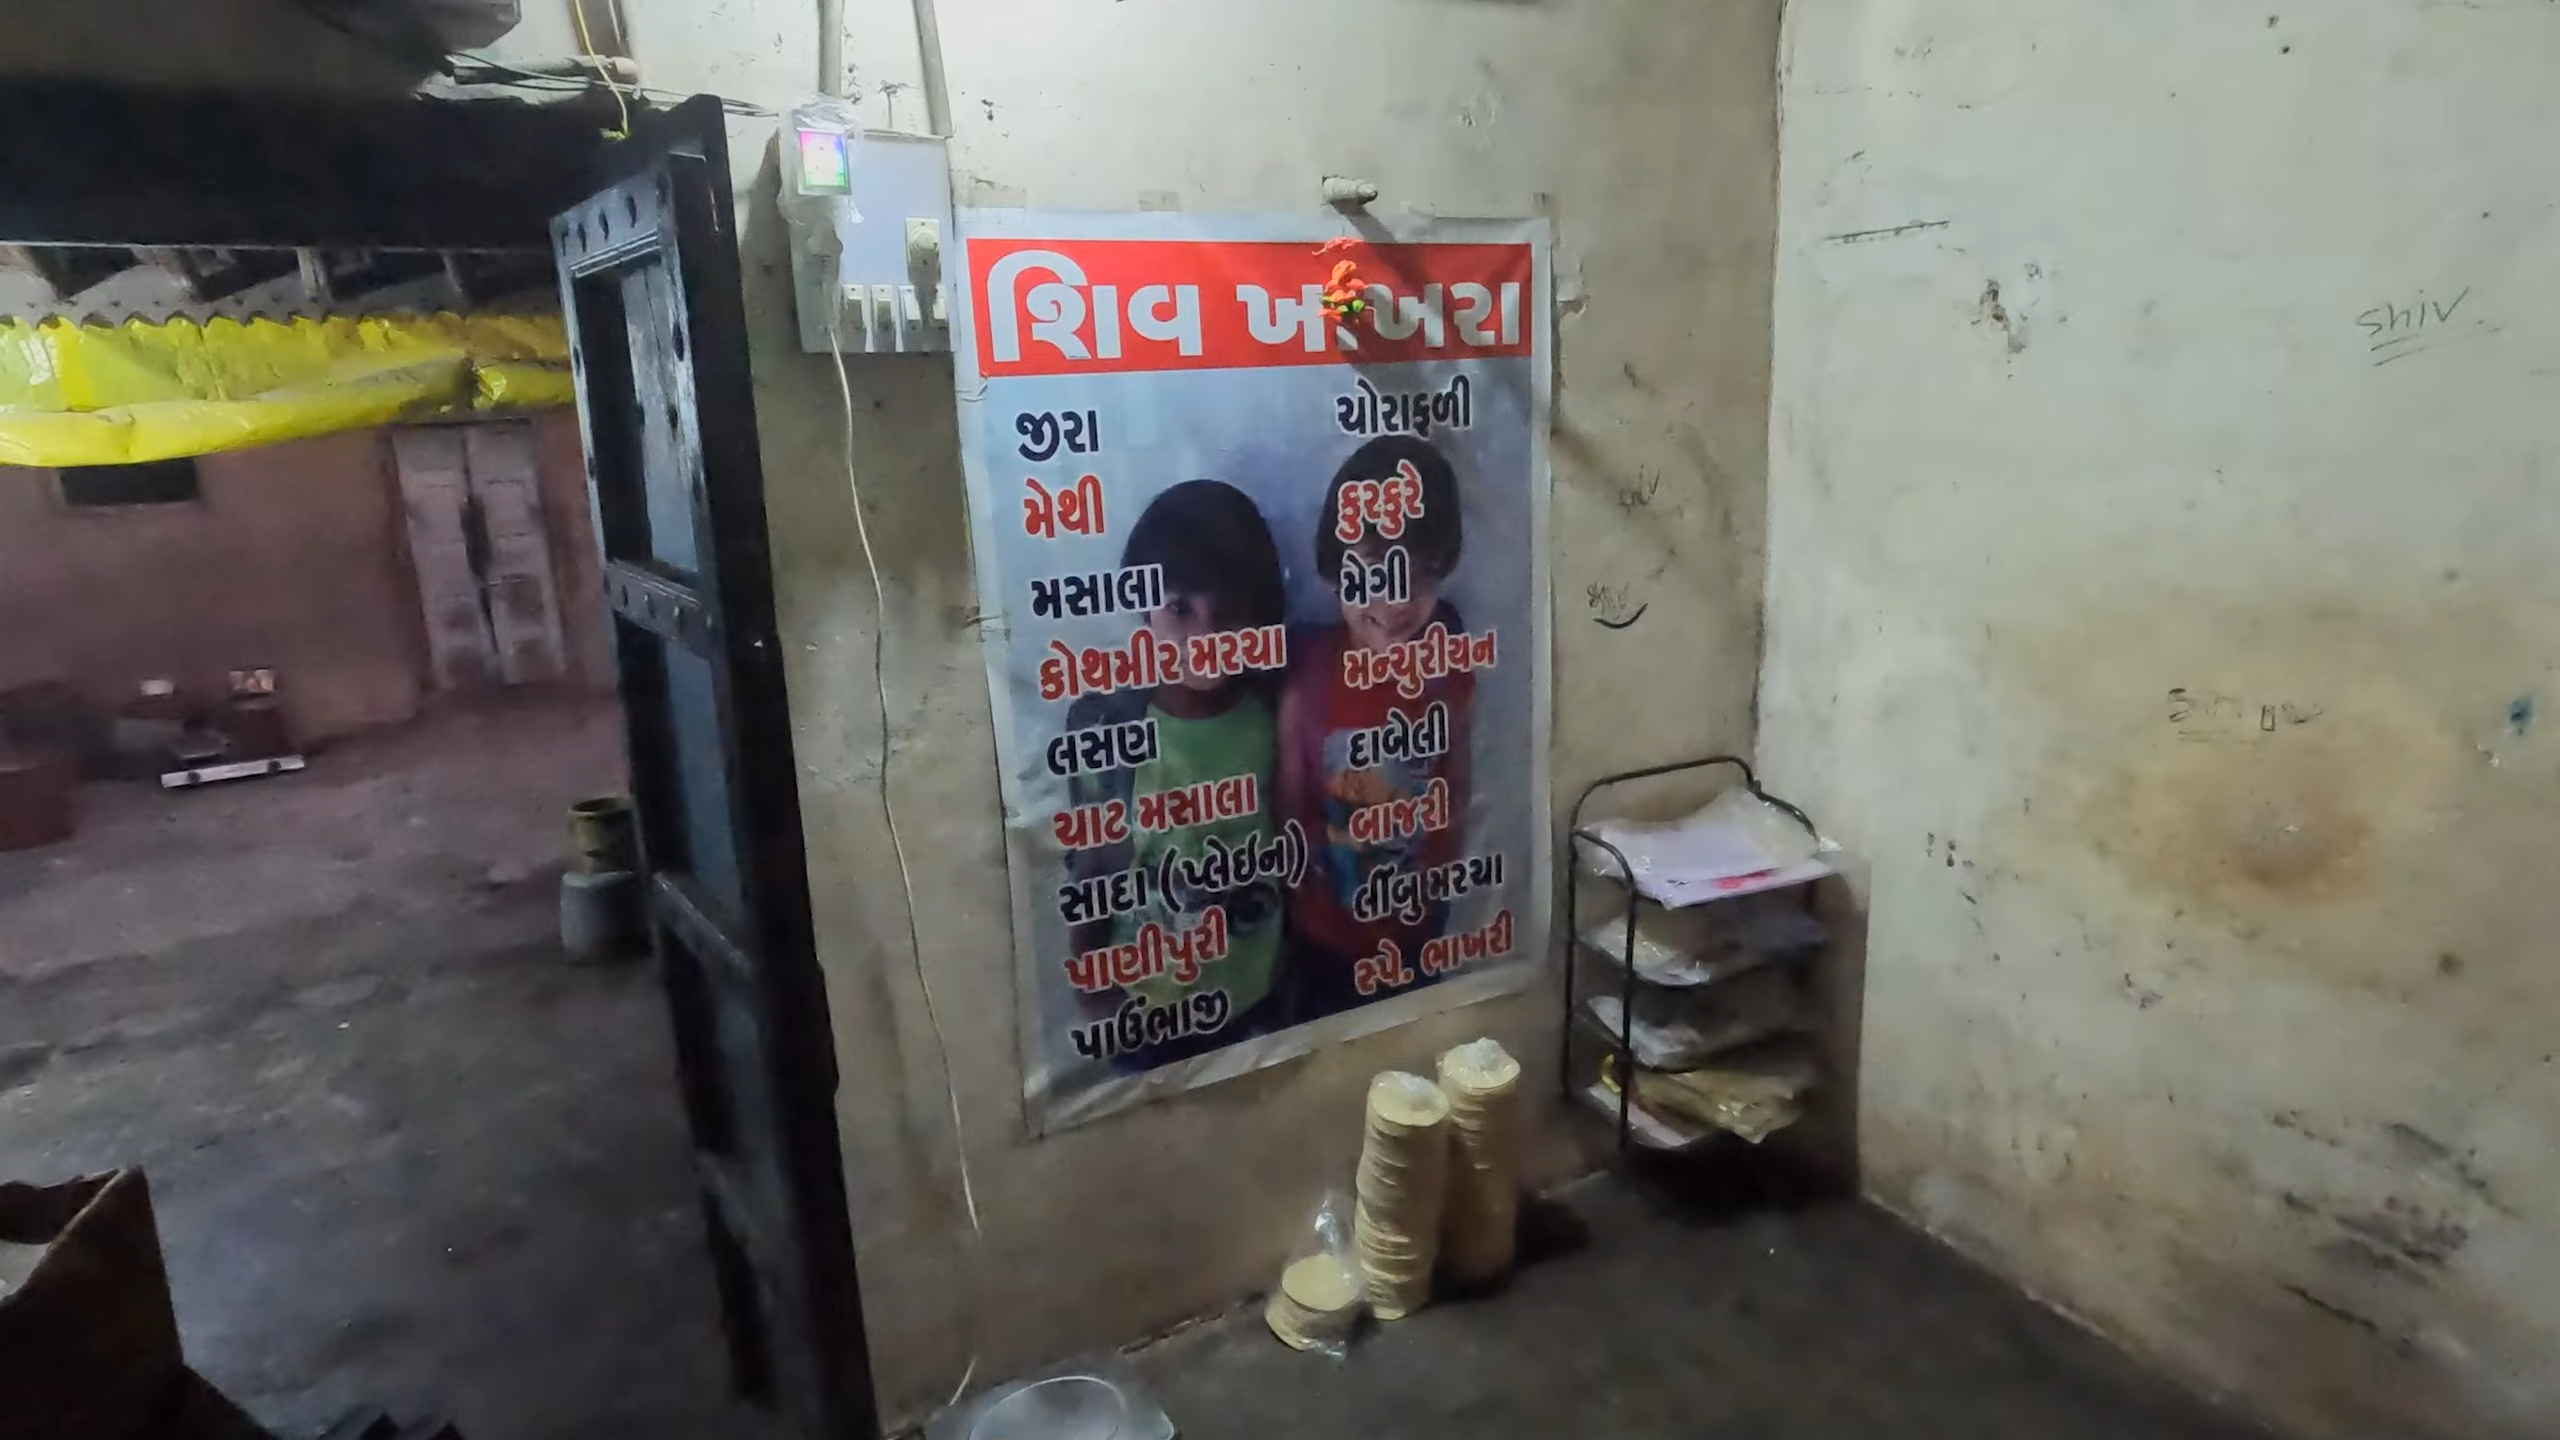 શિવ ખાખરા
જીરા
મેથી
મસાલા
કોથમીર મરચા
લસણ
ચાટ મસાલા
સાદા (પ્લેઇન)
પાણીપુરી
પાઉંભાજી
ચોરાફળી
કુરકુરે
મેગી
મન્ચુરીયન
દાબેલી
બાજરી
લીંબુ મરચા
સ્પે. ભાખરી
shiv